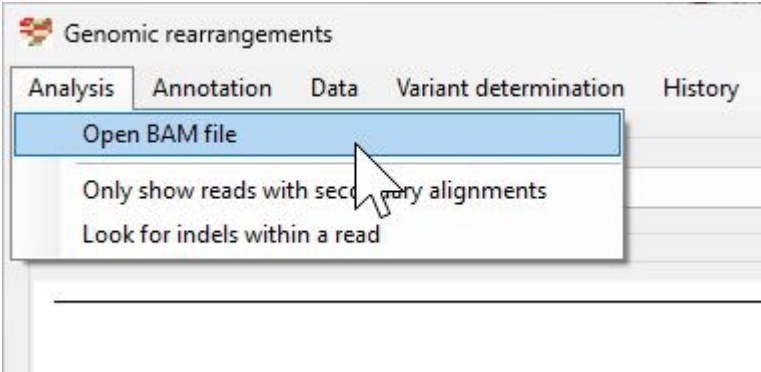 Genomic rearrangements
Analysis Annotation Data Variant determination History
Open BAM file
Only show reads with secondary alignments
Look for indels within a read